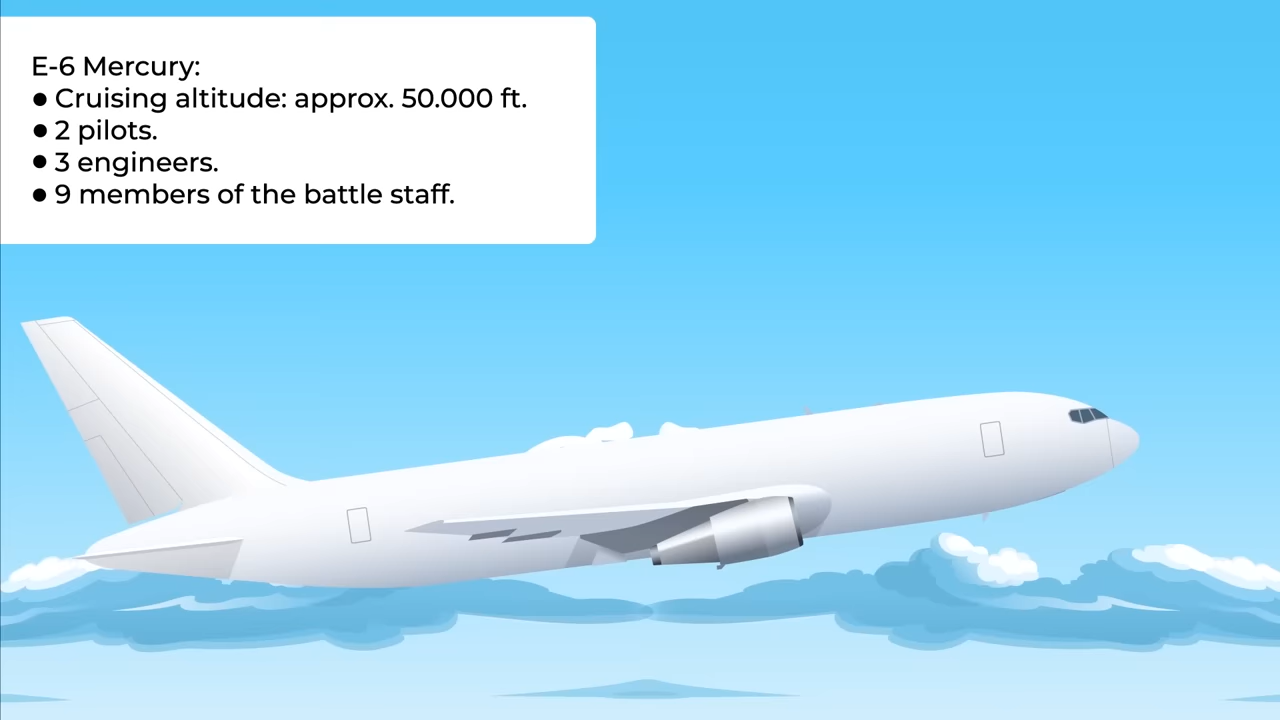 E-6 Mercury:
● Cruising altitude: approx. 50.000 ft.
● 2 pilots.
● 3 engineers.
● 9 members of the battle staff.